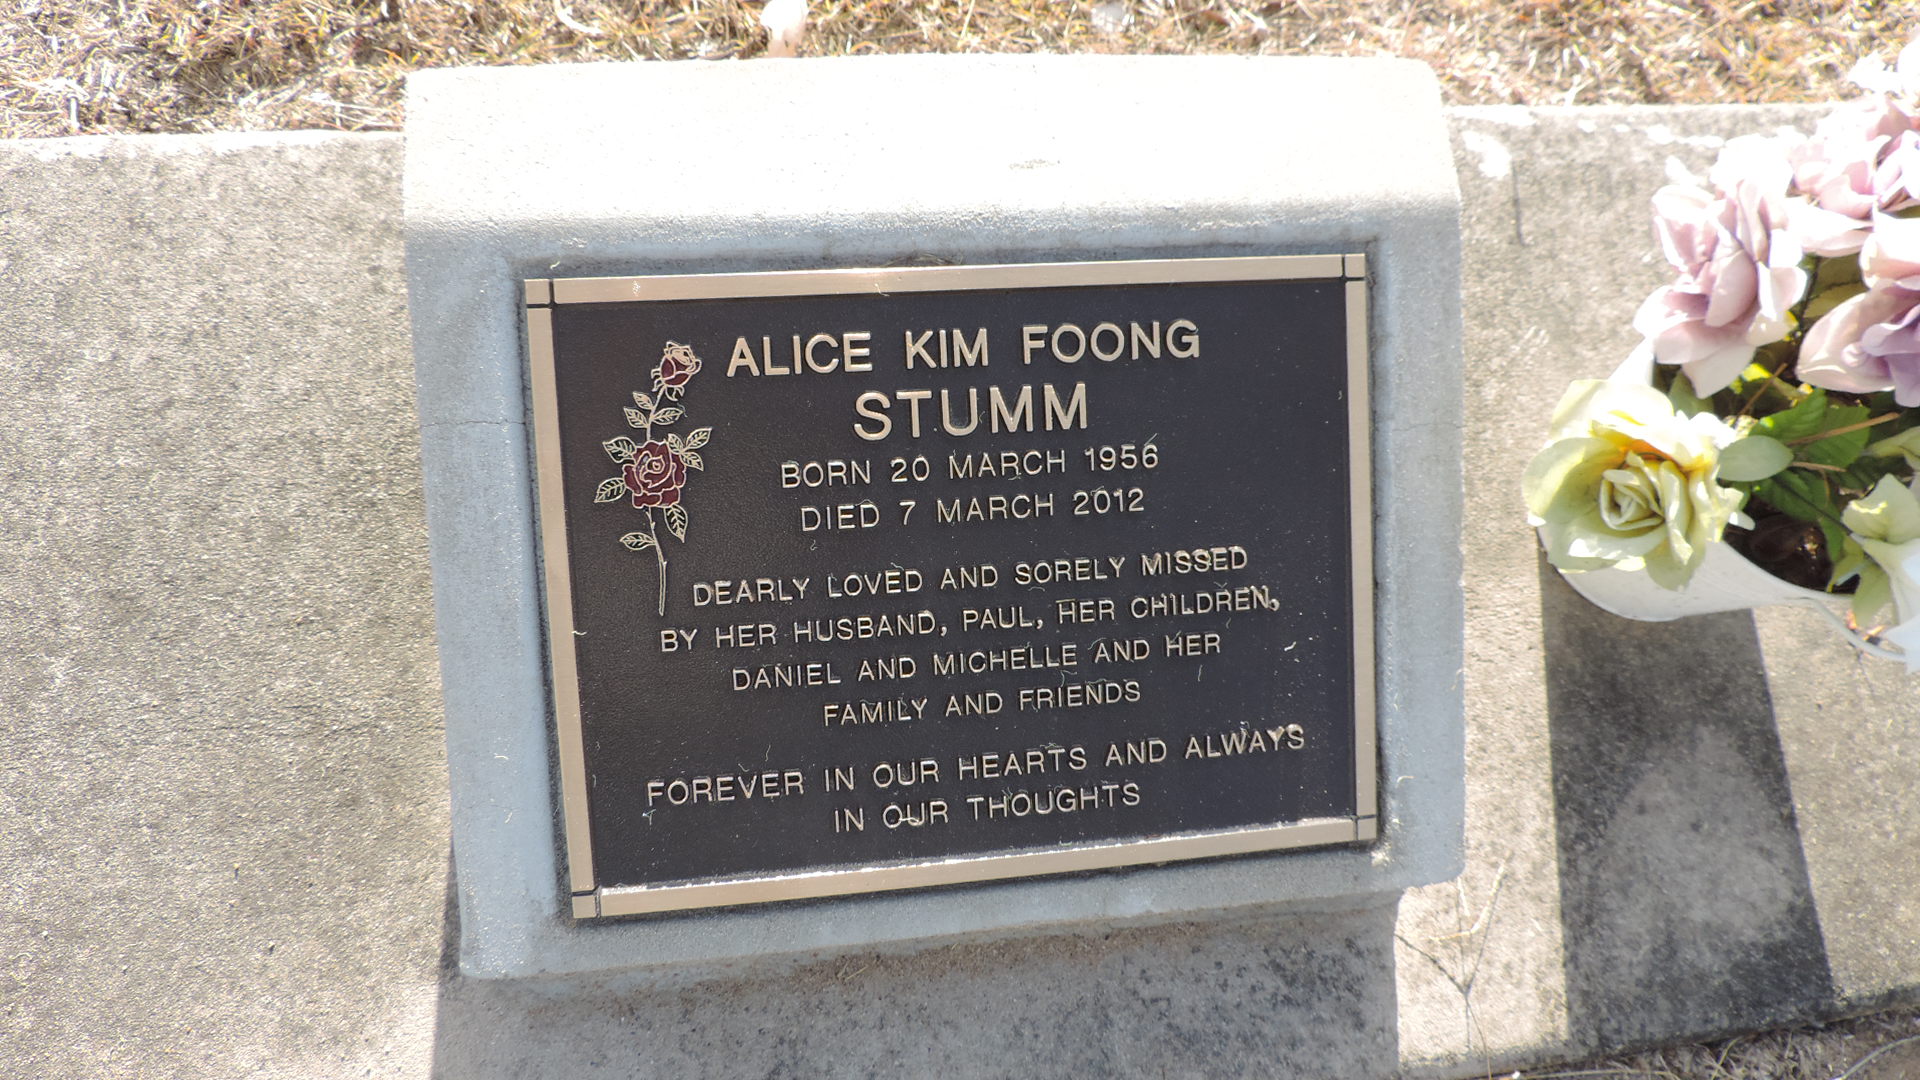 ALICE KIM FOONG
STUMM
BORN 20 MARCH 1956
DIED 7 MARCH 2012
DEARLY LOVED AND SORELY MISSED
BY HER HUSBAND, PAUL, HER CHILDREN,
DANIEL AND MICHELLE AND HER
FAMILY AND FRIENDS
FOREVER IN OUR HEARTS AND ALWAYS
IN OUR THOUGHTS